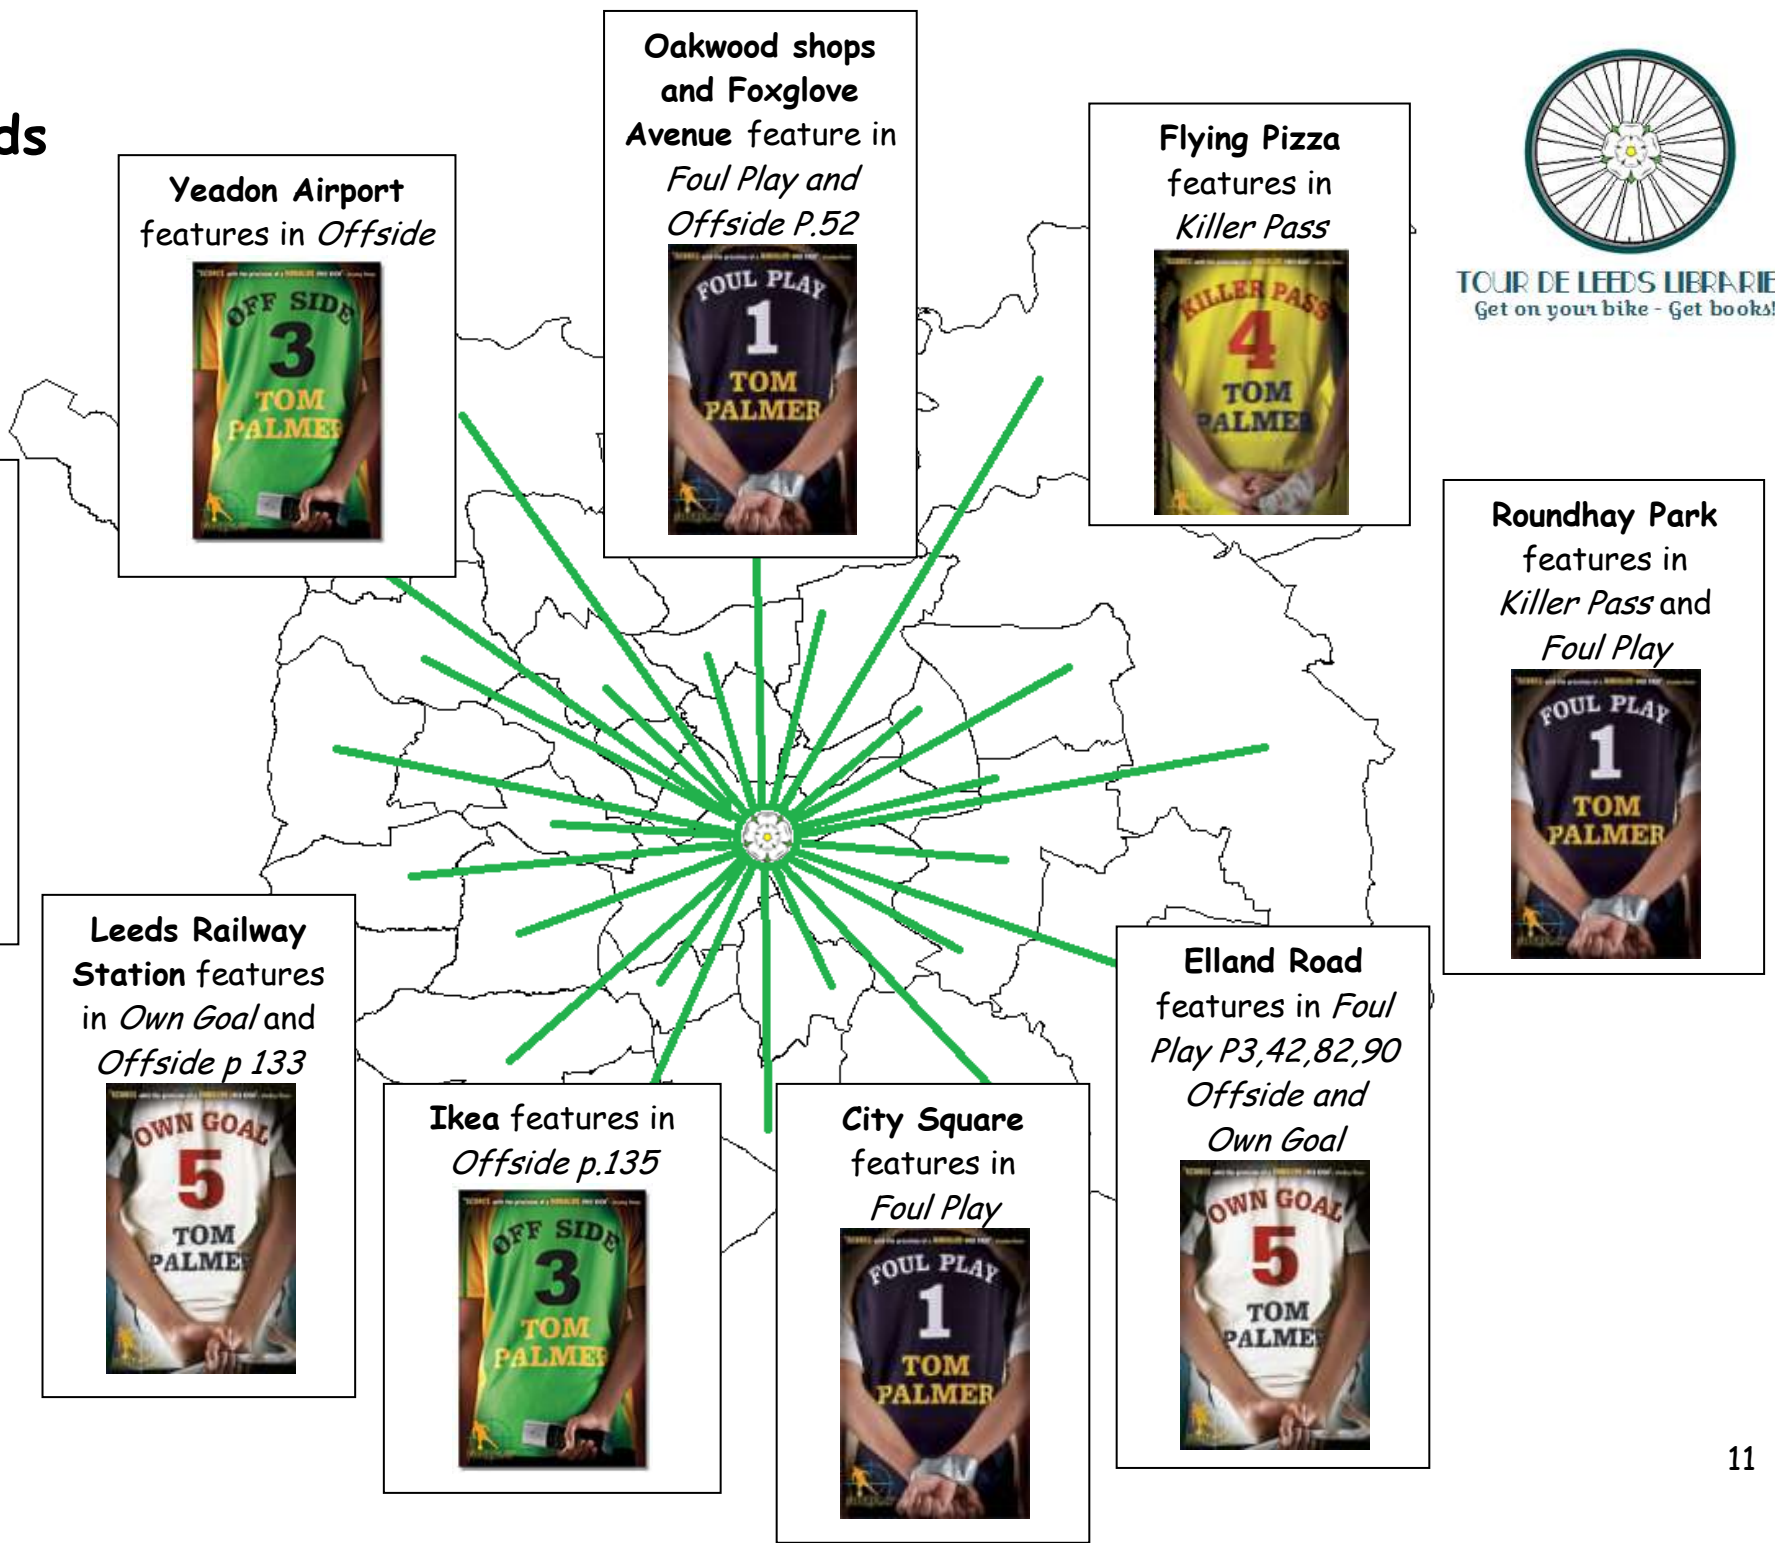 ds
Yeadon Airport
features in Offside
OFF SIDE
3
TOM
PALMER
Oakwood shops
and Foxglove
Avenue feature in
Foul Play and
Offside P.52
FOUL PLAY
1
TOM
PALMER
Flying Pizza
features in
Killer Pass
KILLER PASS
4
TOM
PALMER
TOUR DE LEEDS LIBRARIE
Get on your bike - Get books!
Roundhay Park
features in
Killer Pass and
Foul Play
FOUL PLAY
1
TOM
PALMER
Leeds Railway
Station features
in Own Goal and
Offside p 133
OWN GOAL
5
TOM
PALMER
Ikea features in
Offside p.135
OFF SIDE
3
TOM
PALMER
City Square
features in
Foul Play
FOUL PLAY
1
TOM
PALMER
Elland Road
features in Foul
Play P3,42,82,90
Offside and
Own Goal
OWN GOAL
5
TOM
PALMER
11